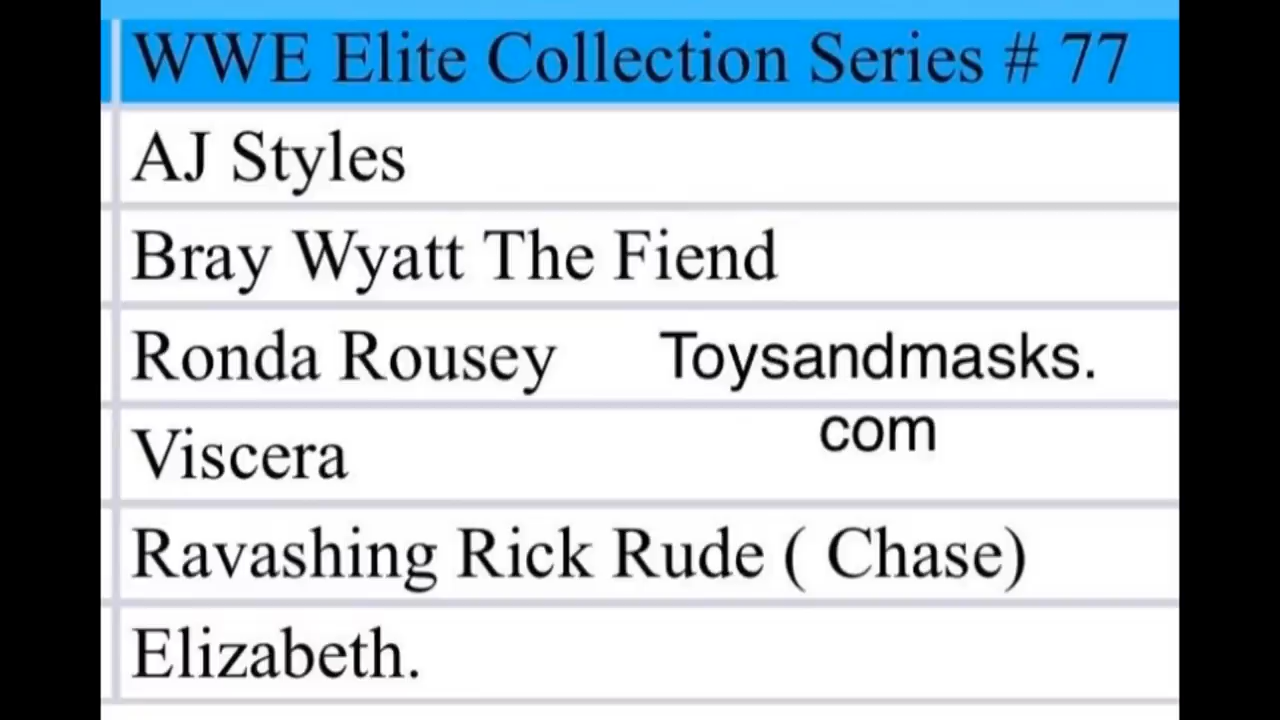 WWE Elite Collection Series # 77
AJ Styles
Bray Wyatt The Fiend
Ronda Rousey
Toysandmasks.
com
Viscera
Ravashing Rick Rude ( Chase)
Elizabeth.